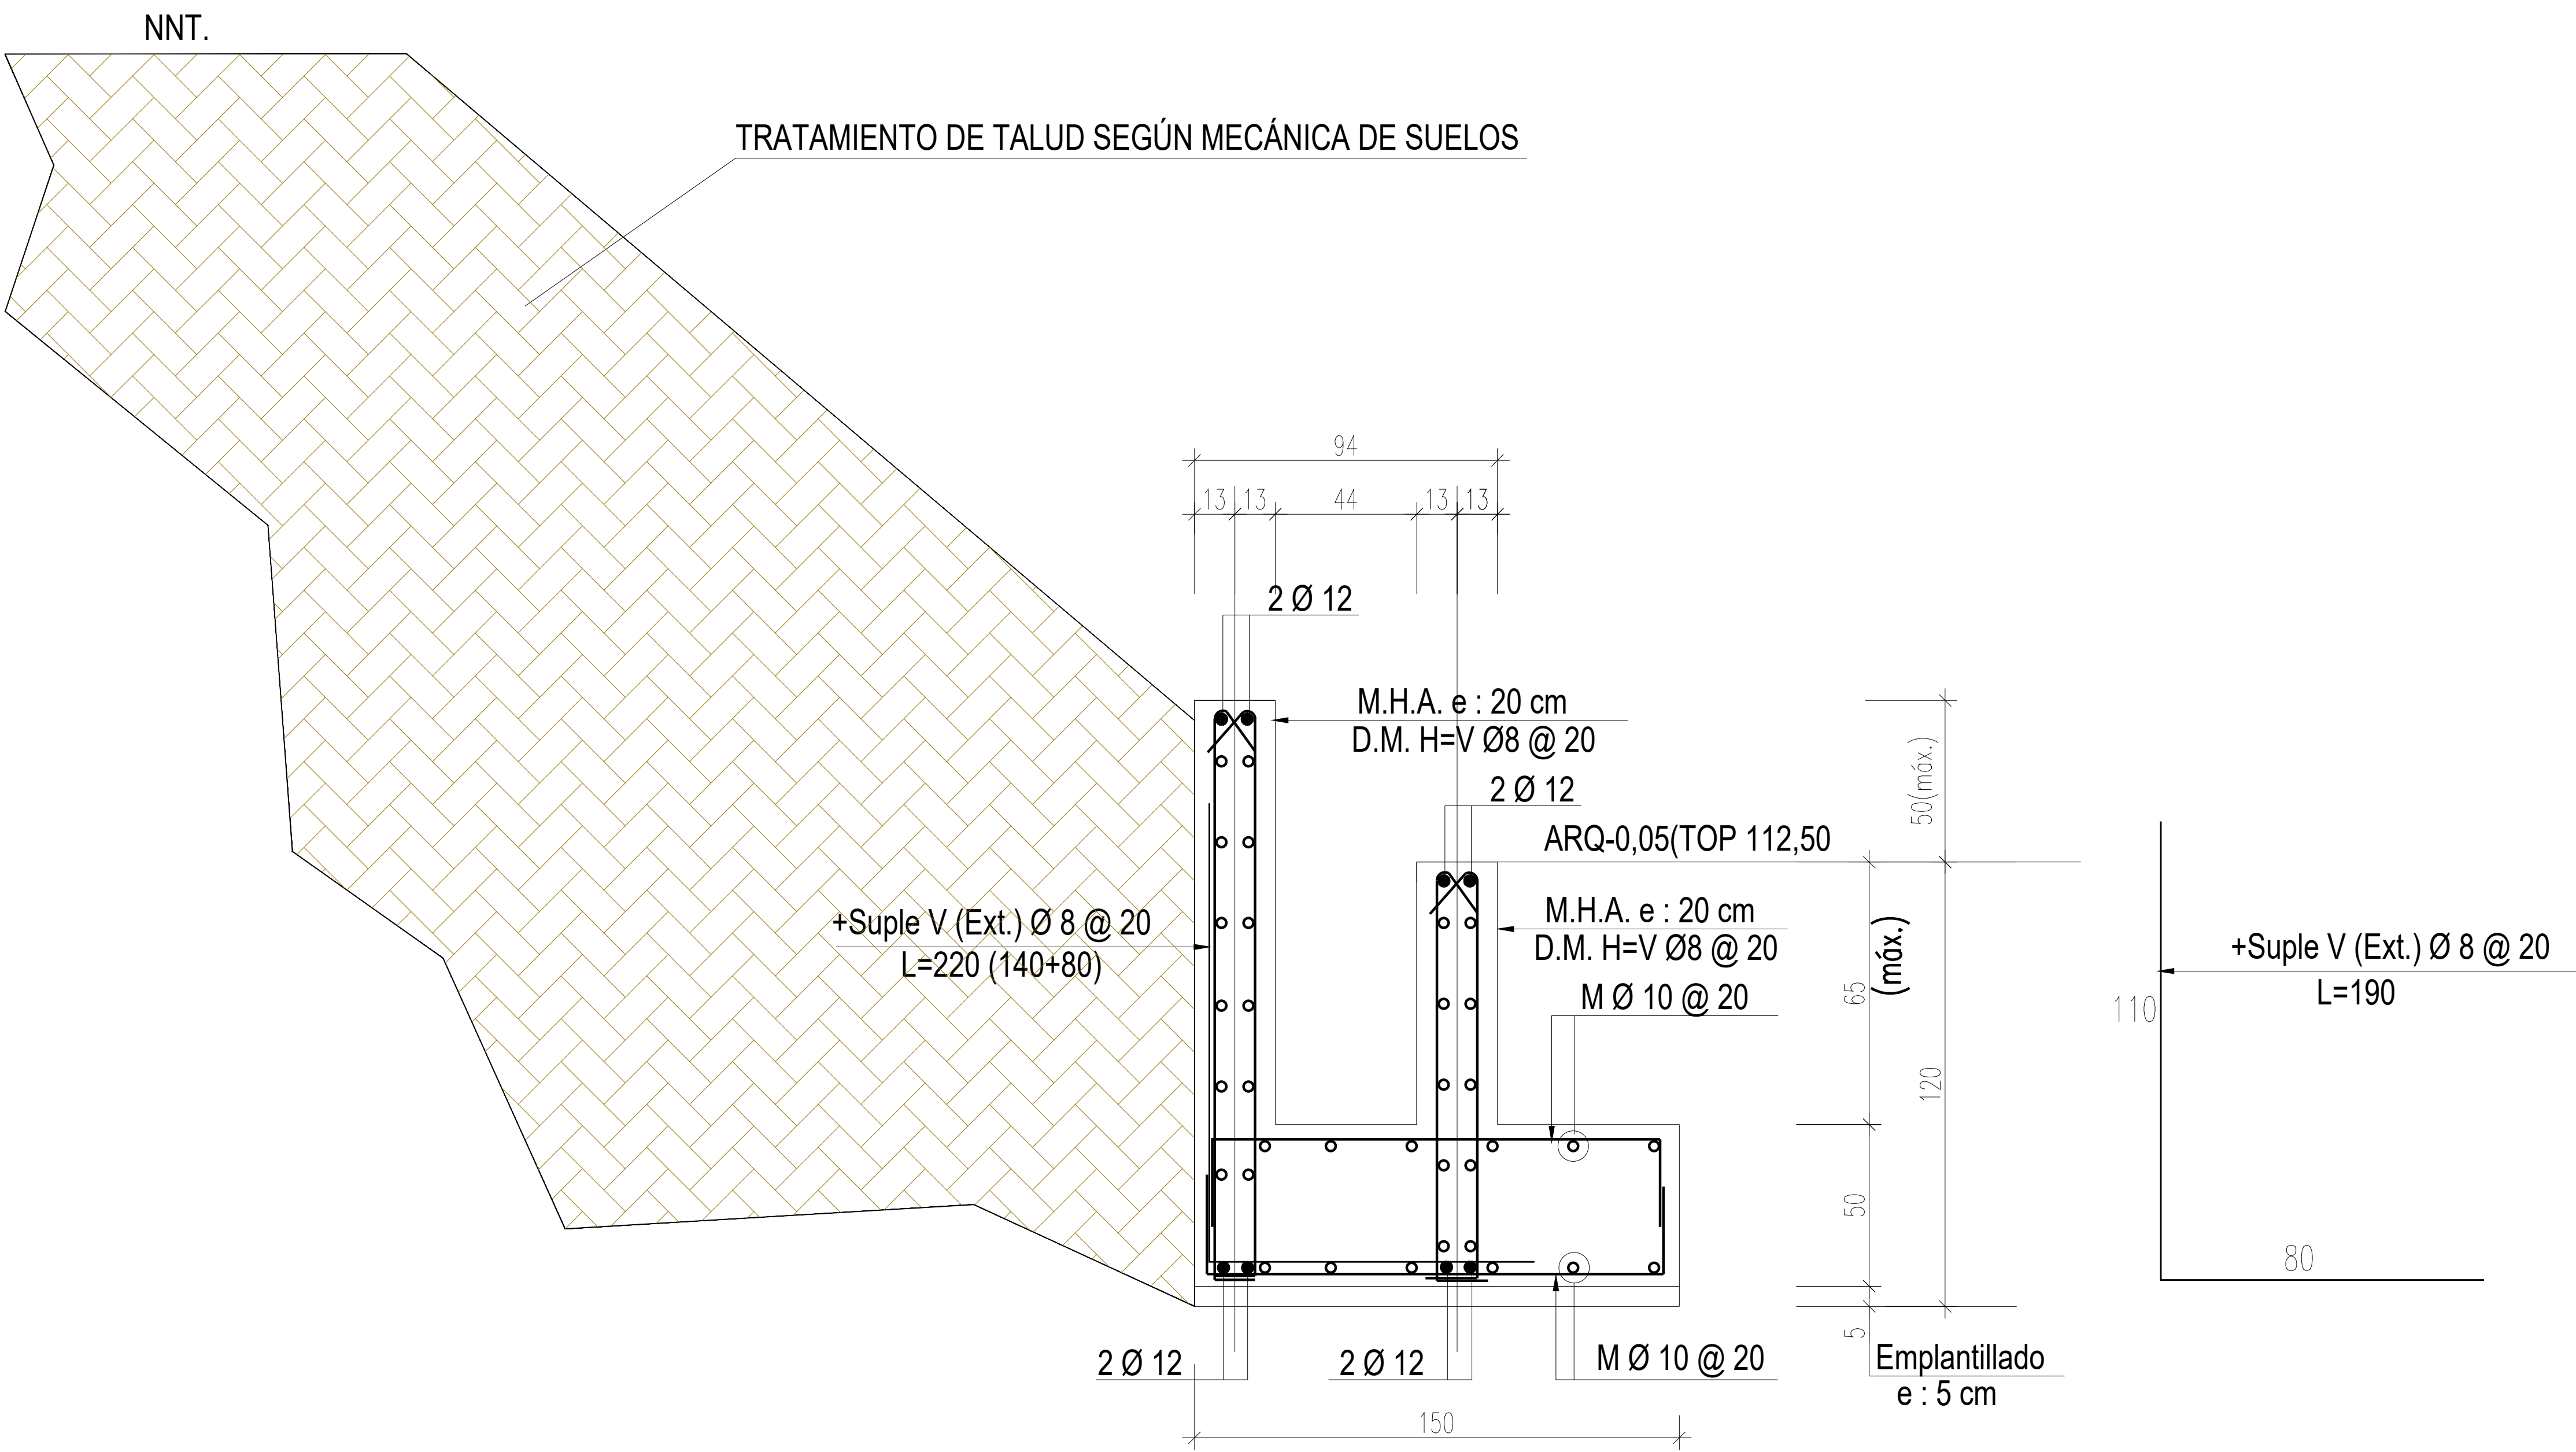 NNT.
TRATAMIENTO DE TALUD SEGÚN MECÁNICA DE SUELOS
94
13 13 44 13 13
2 Ø 12
M.H.A. e : 20 cm
D.M. H=V Ø8 @ 20
2 Ø 12
50(máx.)
ARQ-0,05(TOP 112,50
+Suple V (Ext.) Ø 8 @ 20
L=220 (140+80)
M.H.A. e : 20 cm
D.M. H=V Ø8 @ 20
M Ø 10 @ 20
65
(máx.)
120
50
5
+Suple V (Ext.) Ø 8 @ 20
L=190
110
80
2 Ø 12
2 Ø 12
M Ø 10 @ 20
Emplantillado
e : 5 cm
150